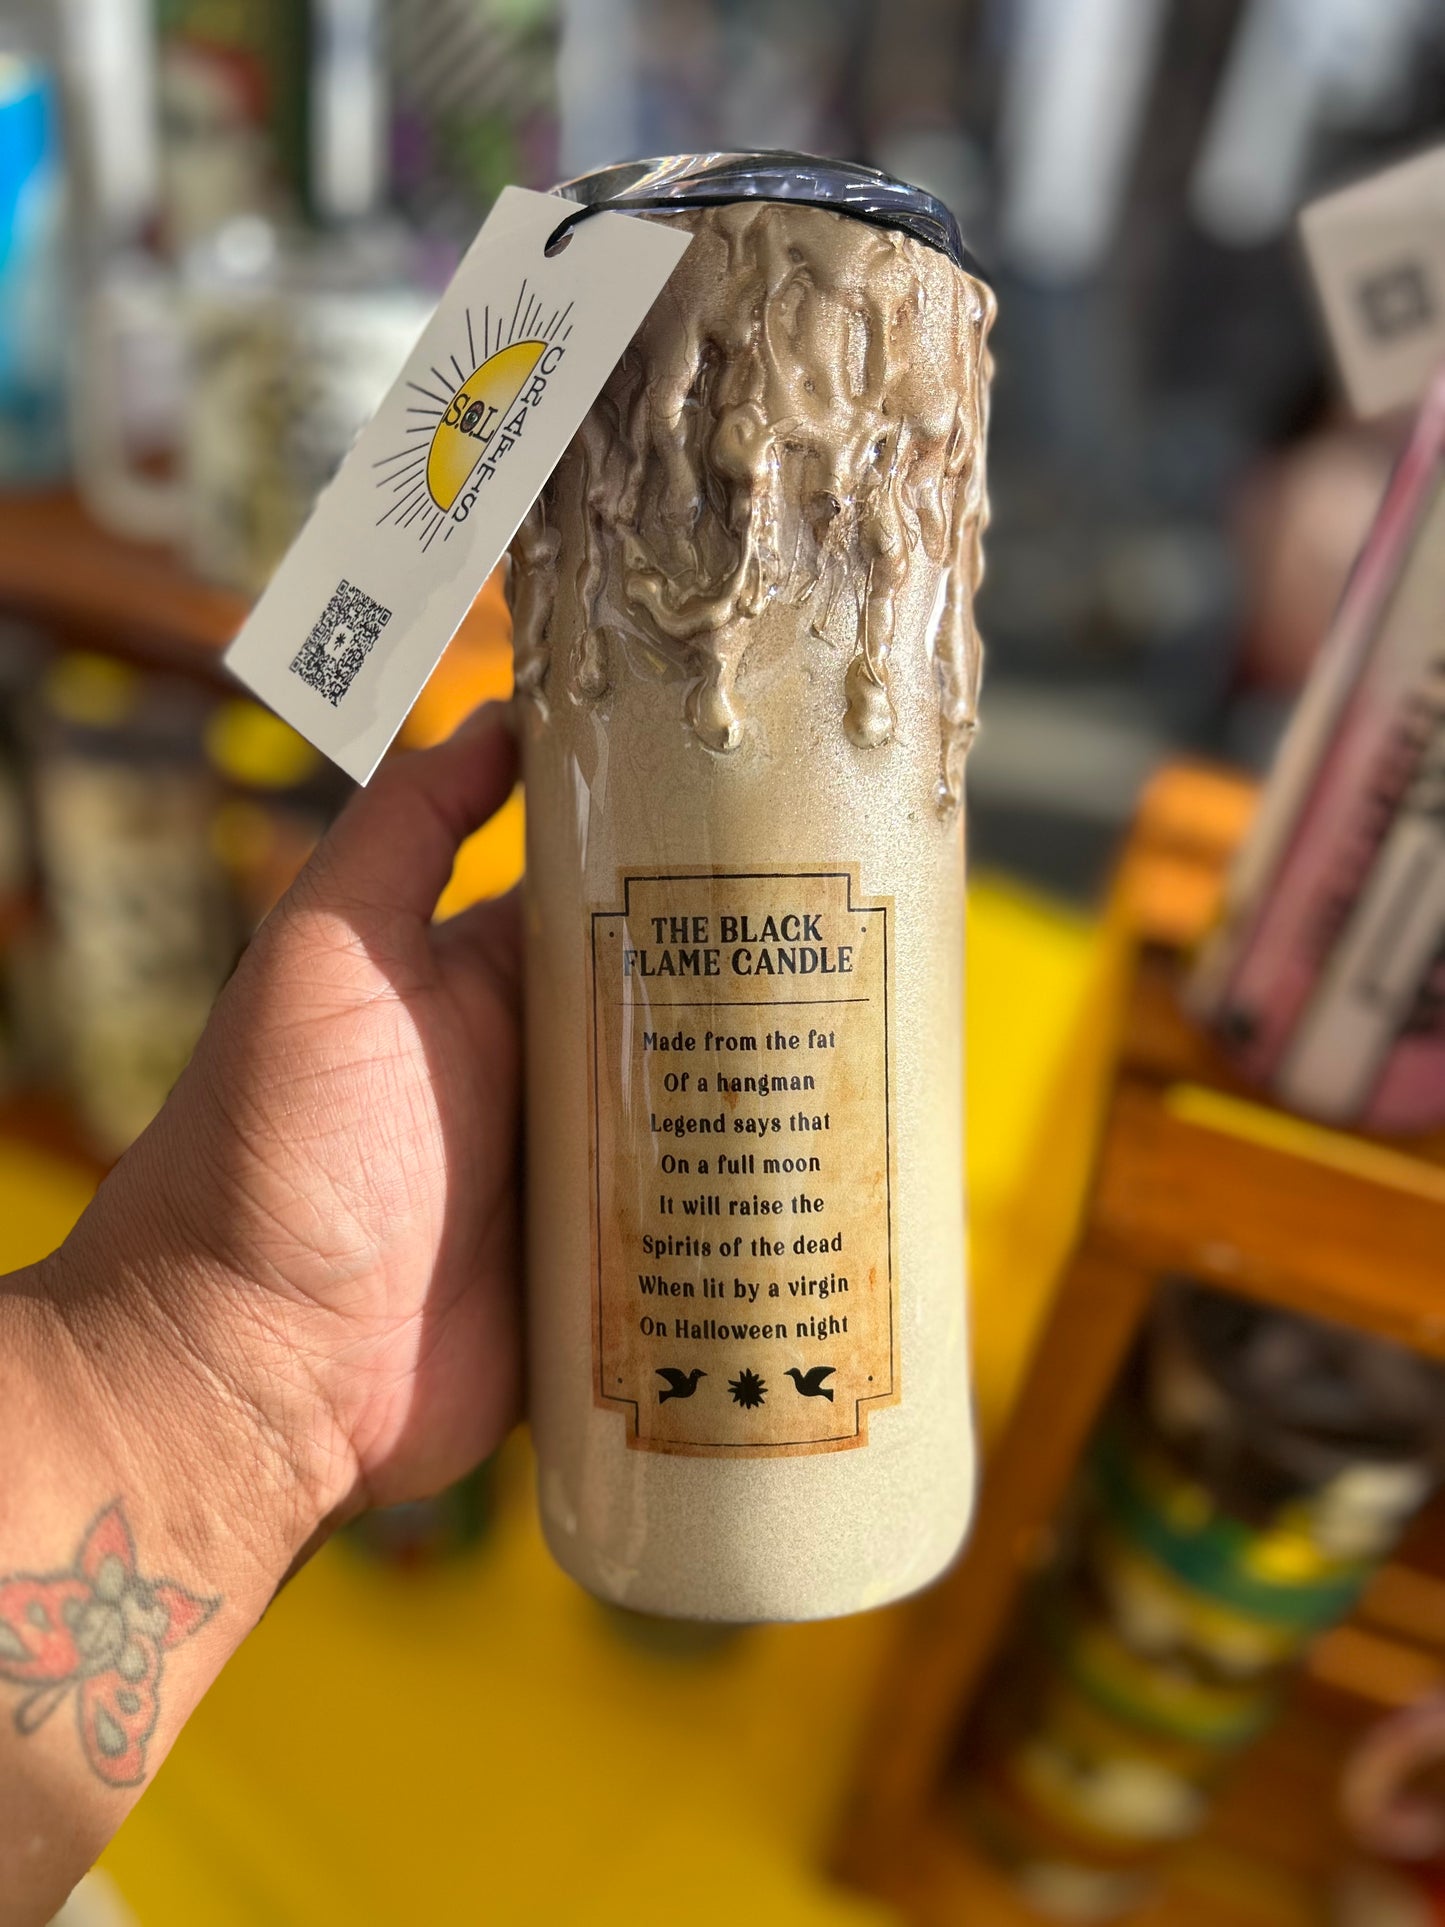 S.O.L
CRAFTS
THE BLACK
FLAME CANDLE
Made from the fat
Of a hangman
Legend says that
On a full moon
It will raise the
Spirits of the dead
When lit by a virgin
On Halloween night